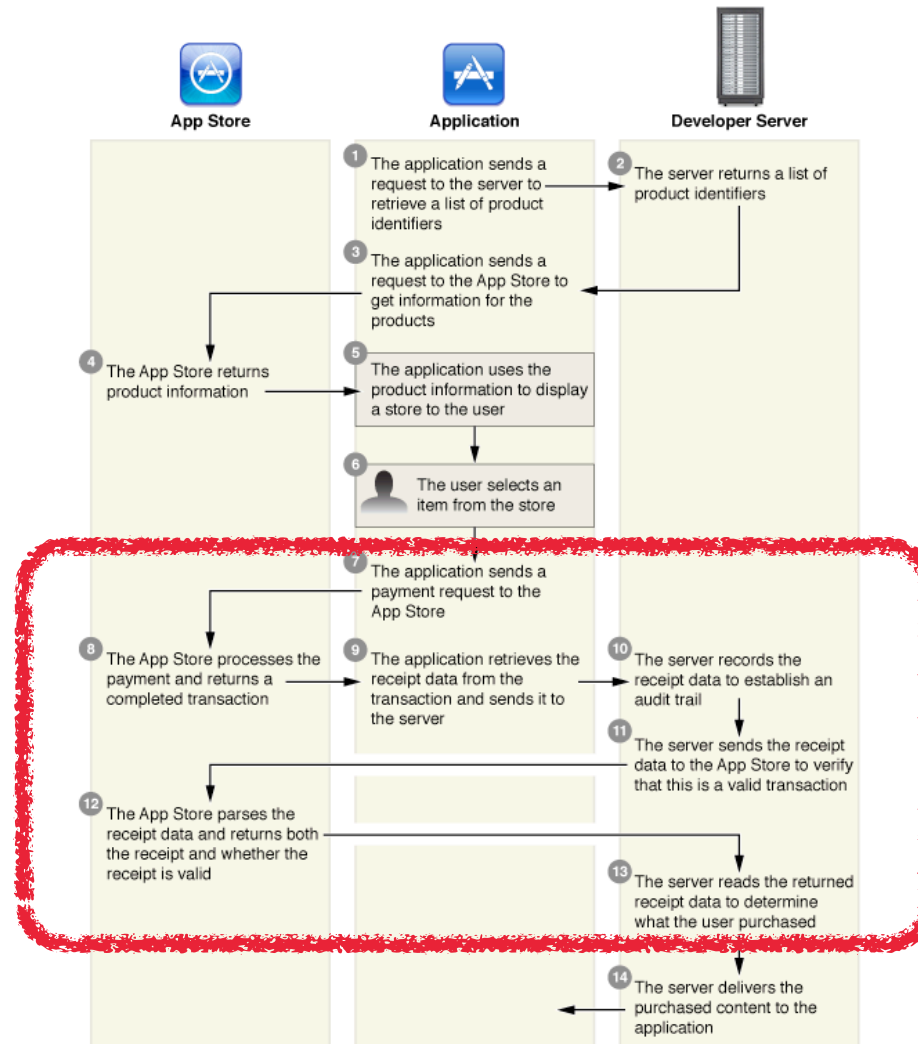 App Store
Application
Developer Server
1
The application sends a
request to the server to
retrieve a list of product
identifiers
2
The server returns a list of
product identifiers
3
The application sends a
request to the App Store to
get information for the
products
4
The App Store returns
product information
5
The application uses the
product information to display
a store to the user
6
The user selects an
item from the store
7
The application sends a
payment request to the
App Store
8
The App Store processes the
payment and returns a
completed transaction
9
The application retrieves the
receipt data from the
transaction and sends it to
the server
10
The server records the
receipt data to establish an
audit trail
11
The server sends the receipt
data to the App Store to verify
that this is a valid transaction
12
The App Store parses the
receipt data and returns both
the receipt and whether the
receipt is valid
13
The server reads the returned
receipt data to determine
what the user purchased
14
The server delivers the
purchased content to the
application